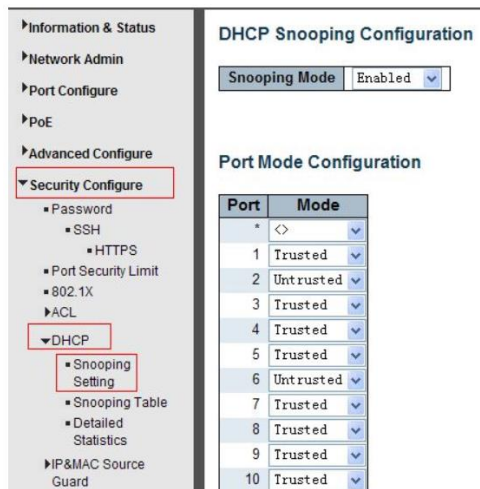 Information & Status
Network Admin
Port Configure
PoE
Advanced Configure
Security Configure
Password
SSH
HTTPS
Port Security Limit
802.1X
ACL
DHCP
Snooping
Setting
Snooping Table
Detailed
Statistics
IP&MAC Source
Guard
DHCP Snooping Configuration
Snooping Mode Enabled
Port Mode Configuration
Port Mode
* <>
1 Trusted
2 Untrusted
3 Trusted
4 Trusted
5 Trusted
6 Untrusted
7 Trusted
8 Trusted
9 Trusted
10 Trusted